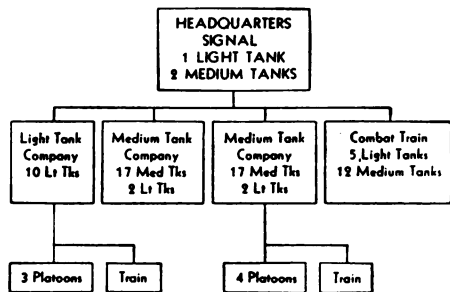 HEADQUARTERS
SIGNAL
1 LIGHT TANK
2 MEDIUM TANKS
Light Tank
Company
10 Lt Tks
Medium Tank
Company
17 Med Tks
2 Lt Tks
Medium Tank
Company
17 Med Tks
2 Lt Tks
Combat Train
5, Light Tanks
12 Medium Tanks
3 Platoons
Train
4 Platoons
Train